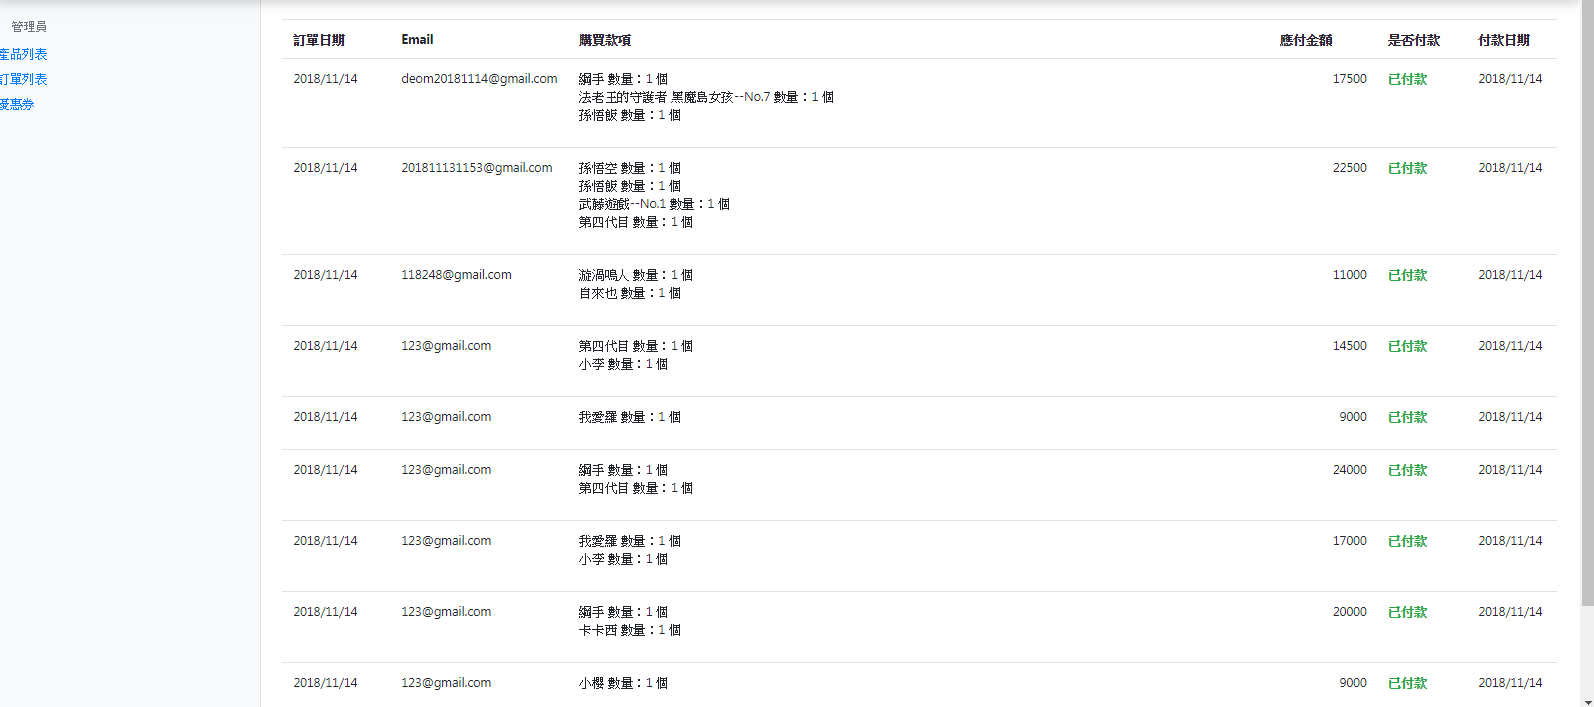 管理員
產品列表
訂單列表
優惠券
訂單日期 Email 購買款項 應付金額 是否付款 付款日期
2018/11/14 deom20181114@gmail.com 綱手 數量：1 個 17500 已付款 2018/11/14
法老王的守護者 黑魔島女孩--No.7 數量：1 個
孫悟飯 數量：1 個
2018/11/14 201811131153@gmail.com 孫悟空 數量：1 個 22500 已付款 2018/11/14
孫悟飯 數量：1 個
武藤遊戲--No.1 數量：1 個
第四代目 數量：1 個
2018/11/14 118248@gmail.com 漩渦鳴人 數量：1 個 11000 已付款 2018/11/14
自來也 數量：1 個
2018/11/14 123@gmail.com 第四代目 數量：1 個 14500 已付款 2018/11/14
小李 數量：1 個
2018/11/14 123@gmail.com 我愛羅 數量：1 個 9000 已付款 2018/11/14
2018/11/14 123@gmail.com 綱手 數量：1 個 24000 已付款 2018/11/14
第四代目 數量：1 個
2018/11/14 123@gmail.com 我愛羅 數量：1 個 17000 已付款 2018/11/14
小李 數量：1 個
2018/11/14 123@gmail.com 綱手 數量：1 個 20000 已付款 2018/11/14
卡卡西 數量：1 個
2018/11/14 123@gmail.com 小櫻 數量：1 個 9000 已付款 2018/11/14